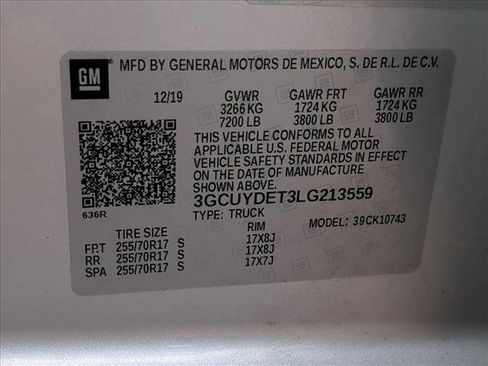 GM MFD BY GENERAL MOTORS DE MEXICO, S. DE R.L. DE C.V.
12/19 GVWR GAWR FRT GAWR RR
3266 KG 1724 KG 1724 KG
7200 LB 3800 LB 3800 LB
THIS VEHICLE CONFORMS TO ALL
APPLICABLE U.S. FEDERAL MOTOR
VEHICLE SAFETY STANDARDS IN EFFECT
ON THE DATE OF MANUFACTURE
SHOWN ABOVE.
636R
3GCUYDET3LG213559
TYPE: TRUCK
MODEL: 39CK10743
TIRE SIZE RIM
FRT 255/70R17 S 17X8J
RR 255/70R17 S 17X8J
SPA 255/70R17 S 17X7J